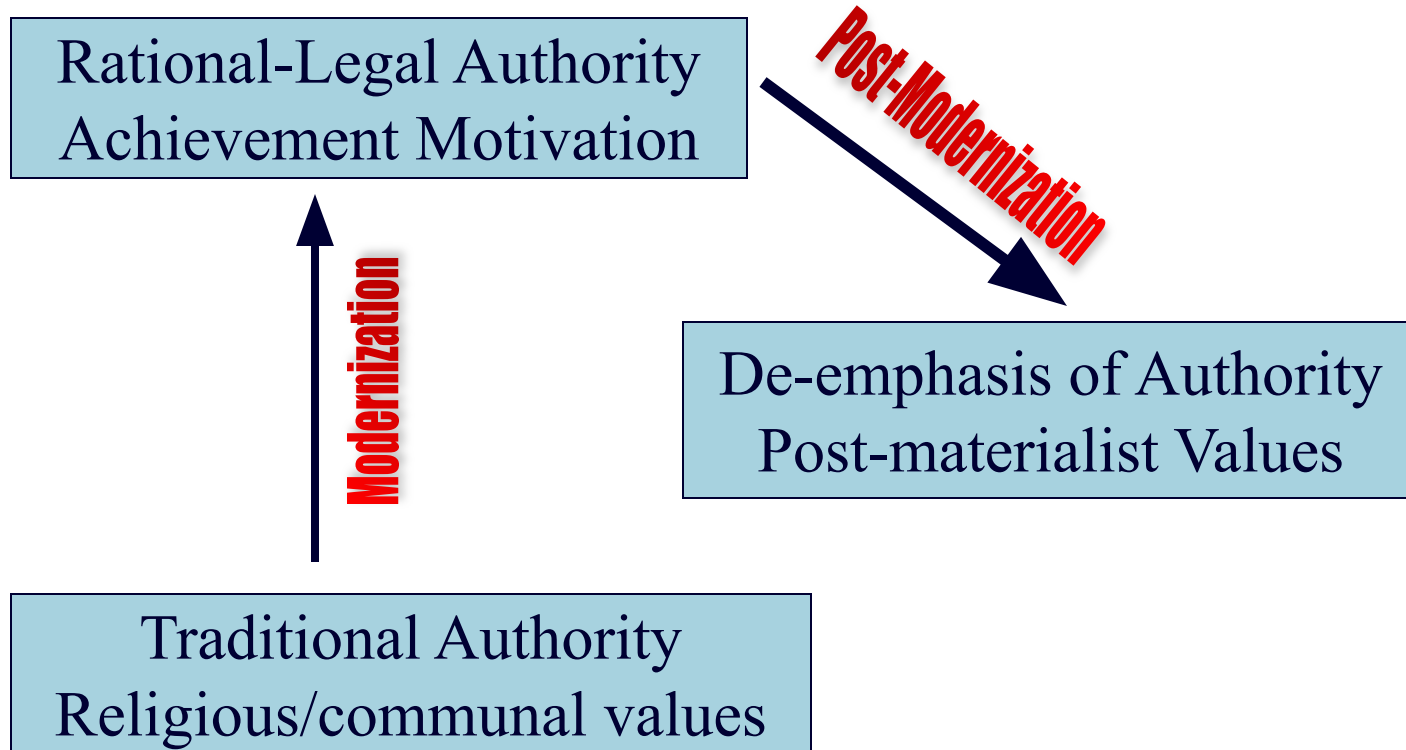 Rational-Legal Authority
Achievement Motivation
Post-Modernization
Modernization
De-emphasis of Authority
Post-materialist Values
Traditional Authority
Religious/communal values